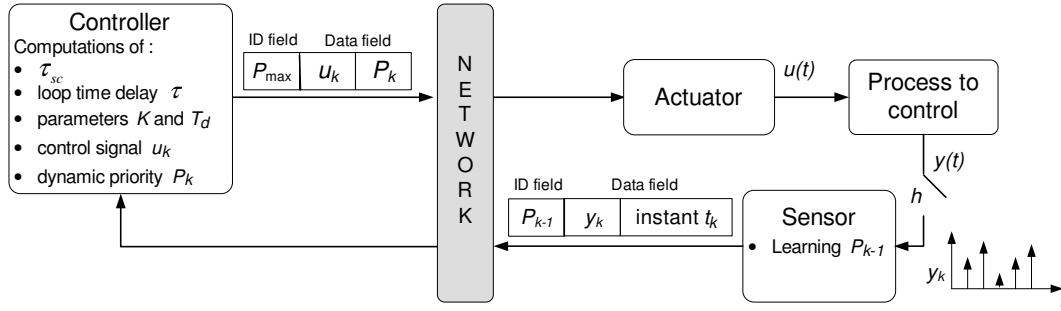 Controller
Computations of :
• τsc
• loop time delay τ
• parameters K and Td
• control signal uk
• dynamic priority Pk
ID field Data field
Pmax uk Pk
NETWORK
Actuator
u(t)
Process to
control
y(t)
h
ID field Data field
Pk-1 yk instant tk
Sensor
• Learning Pk-1
yk